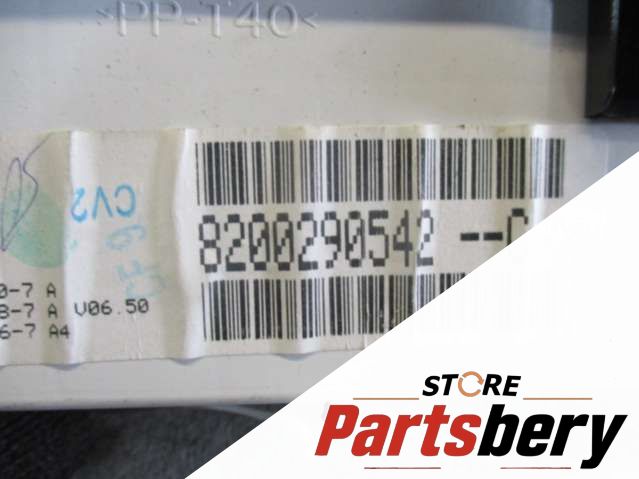 >PP-T40<
CV2
8200290542 --C
0-7 A
8-7 A V06.50
6-7 A4
STORE
Partsbery